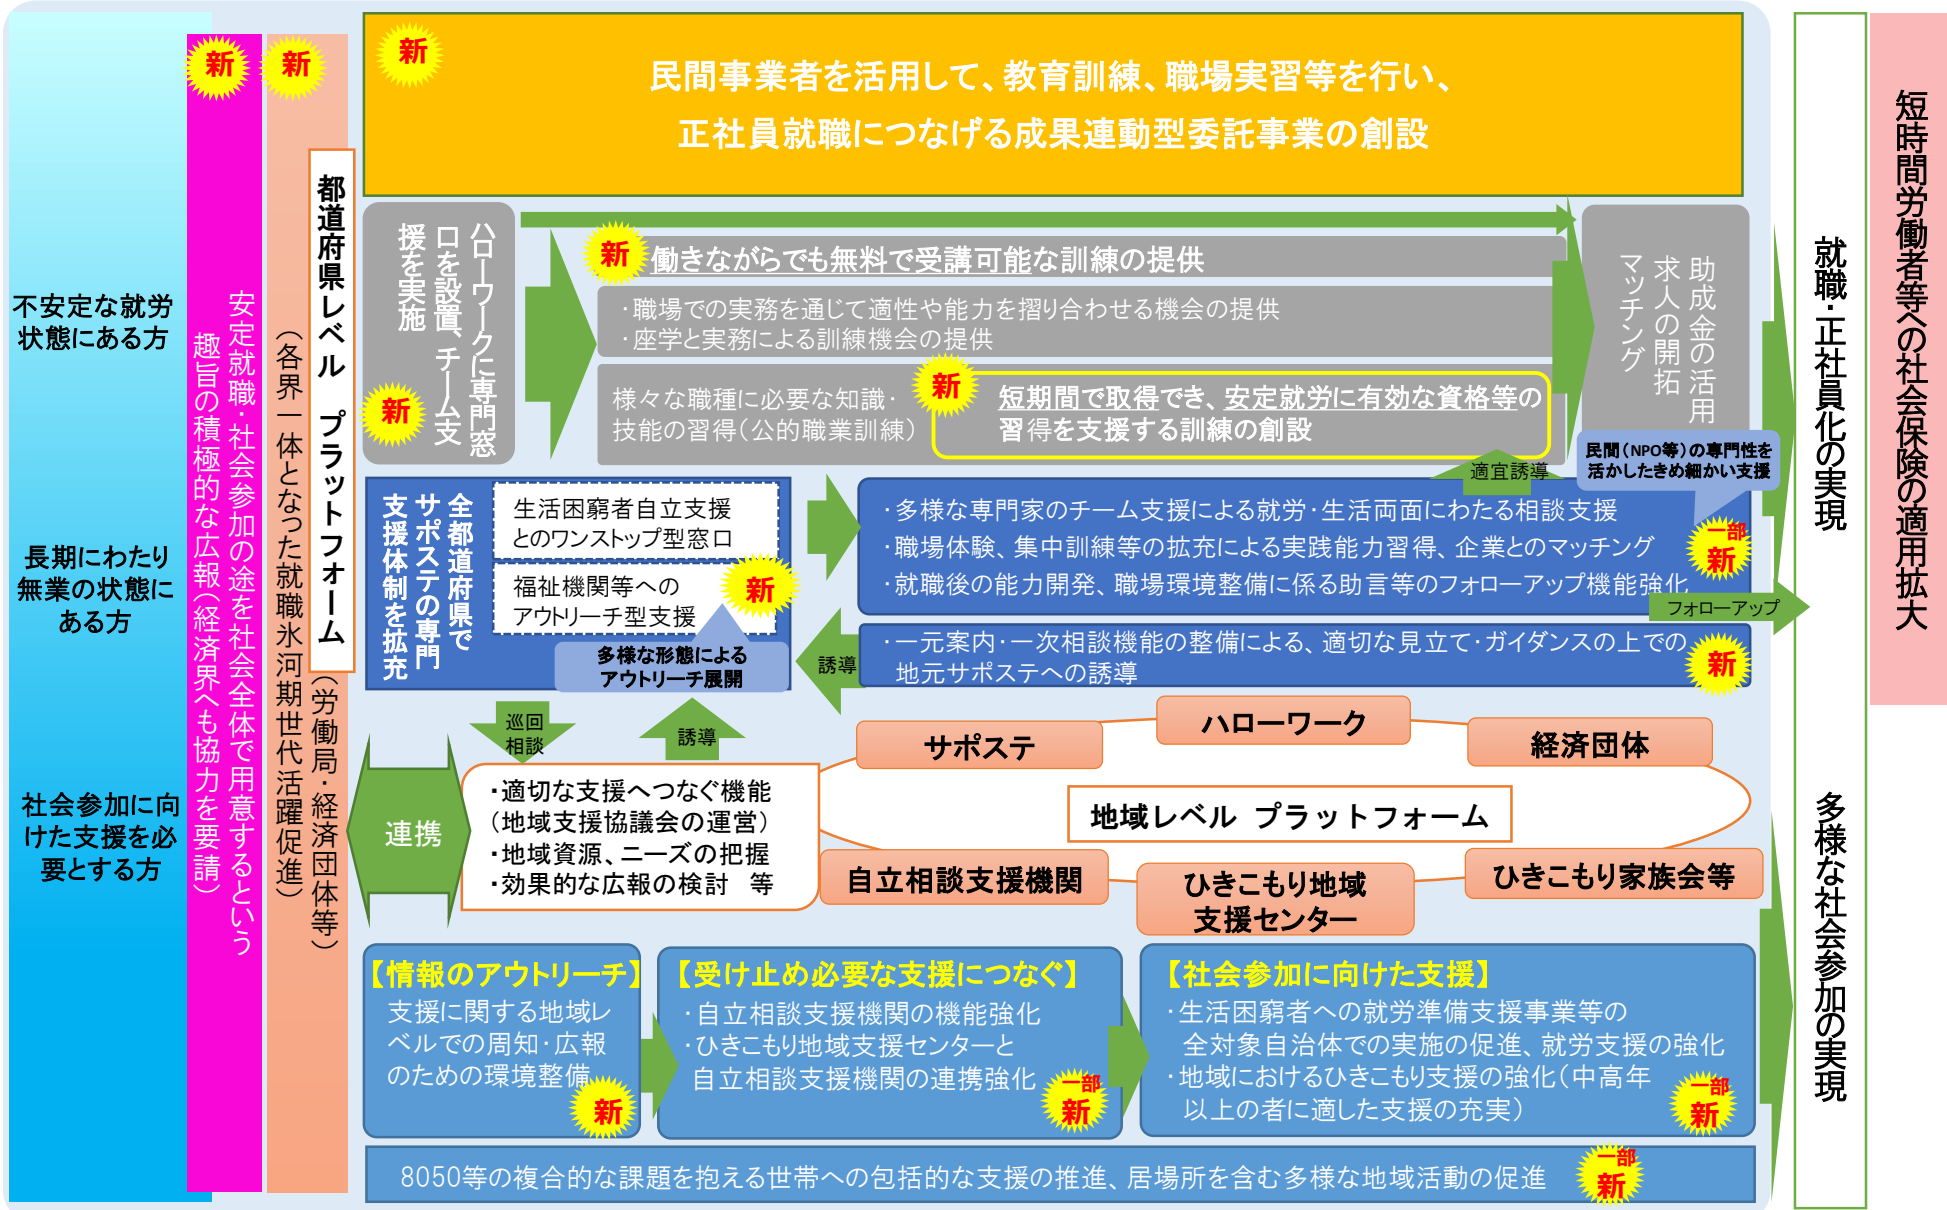 不安定な就労
状態にある方
長期にわたり
無業の状態に
ある方
社会参加に向
けた支援を必
要とする方
新
安定就職・社会参加の途を社会全体で用意するという
趣旨の積極的な広報（経済界へも協力を要請）
新
都道府県レベル　プラットフォーム
（労働局・経済団体等）
（各界一体となった就職氷河期世代活躍促進）
新
民間事業者を活用して、教育訓練、職場実習等を行い、
正社員就職につなげる成果連動型委託事業の創設
ハローワークに専門窓
口を設置、チーム支
援を実施
新
新
働きながらでも無料で受講可能な訓練の提供
・職場での実務を通じて適性や能力を摺り合わせる機会の提供
・座学と実務による訓練機会の提供
様々な職種に必要な知識・
技能の習得（公的職業訓練）
新
短期間で取得でき、安定就労に有効な資格等の
習得を支援する訓練の創設
助成金の活用
求人の開拓
マッチング
民間（NPO等）の専門性を
活かしたきめ細かい支援
適宜誘導
全都道府県で
サポステの専門
支援体制を拡充
生活困窮者自立支援
とのワンストップ型窓口
福祉機関等への
アウトリーチ型支援
新
多様な形態による
アウトリーチ展開
・多様な専門家のチーム支援による就労・生活両面にわたる相談支援
・職場体験、集中訓練等の拡充による実践能力習得、企業とのマッチング
・就職後の能力開発、職場環境整備に係る助言等のフォローアップ機能強化
一部
新
フォローアップ
誘導
・一元案内・一次相談機能の整備による、適切な見立て・ガイダンスの上での
地元サポステへの誘導
新
巡回
相談
誘導
連携
・適切な支援へつなぐ機能
（地域支援協議会の運営）
・地域資源、ニーズの把握
・効果的な広報の検討　等
サポステ
ハローワーク
経済団体
地域レベル プラットフォーム
自立相談支援機関
ひきこもり地域
支援センター
ひきこもり家族会等
【情報のアウトリーチ】
支援に関する地域レ
ベルでの周知・広報
のための環境整備
新
【受け止め必要な支援につなぐ】
・自立相談支援機関の機能強化
・ひきこもり地域支援センターと
自立相談支援機関の連携強化
一部
新
【社会参加に向けた支援】
・生活困窮者への就労準備支援事業等の
全対象自治体での実施の促進、就労支援の強化
・地域におけるひきこもり支援の強化（中高年
以上の者に適した支援の充実）
一部
新
8050等の複合的な課題を抱える世帯への包括的な支援の推進、居場所を含む多様な地域活動の促進
一部
新
就職・正社員化の実現
多様な社会参加の実現
短時間労働者等への社会保険の適用拡大